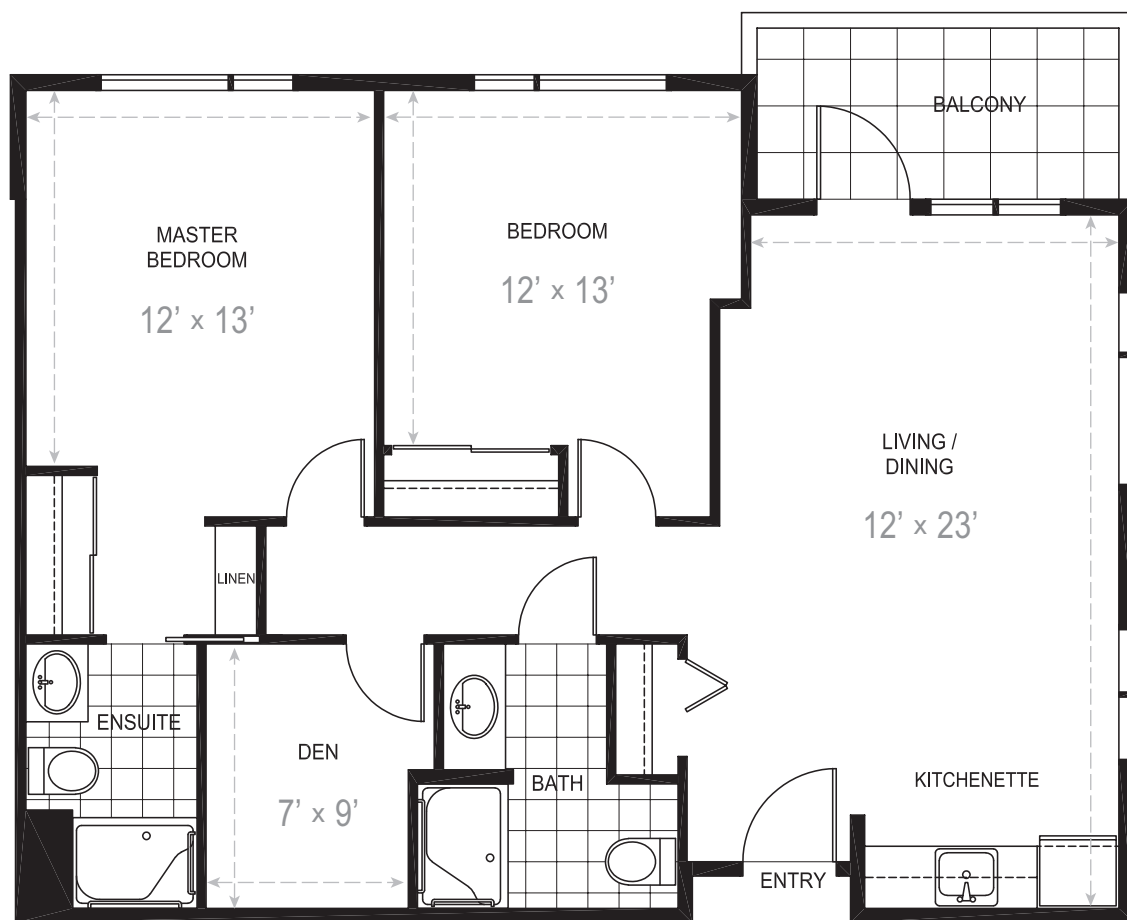 BALCONY
MASTER
BEDROOM
12’ x 13’
BEDROOM
12’ x 13’
LIVING /
DINING
12’ x 23’
LINEN
ENSUITE
DEN
7’ x 9’
BATH
KITCHENETTE
ENTRY